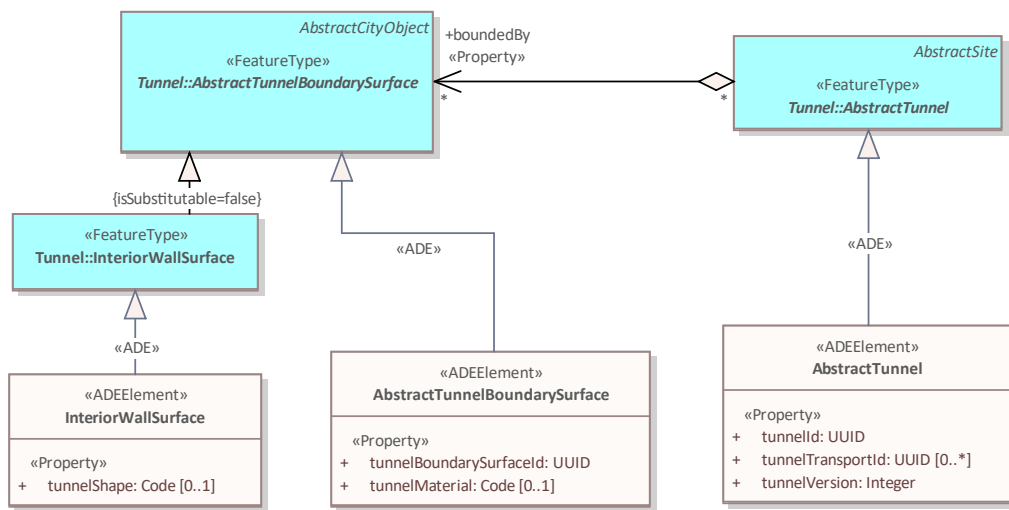 AbstractCityObject
«FeatureType»
Tunnel::AbstractTunnelBoundarySurface
+boundedBy
«Property»
*
*
AbstractSite
«FeatureType»
Tunnel::AbstractTunnel
{isSubstitutable=false}
«FeatureType»
Tunnel::InteriorWallSurface
«ADE»
«ADE»
«ADE»
«ADEElement»
InteriorWallSurface
«Property»
+ tunnelShape: Code [0..1]
«ADEElement»
AbstractTunnelBoundarySurface
«Property»
+ tunnelBoundarySurfaceId: UUID
+ tunnelMaterial: Code [0..1]
«ADEElement»
AbstractTunnel
«Property»
+ tunnelId: UUID
+ tunnelTransportId: UUID [0..*]
+ tunnelVersion: Integer